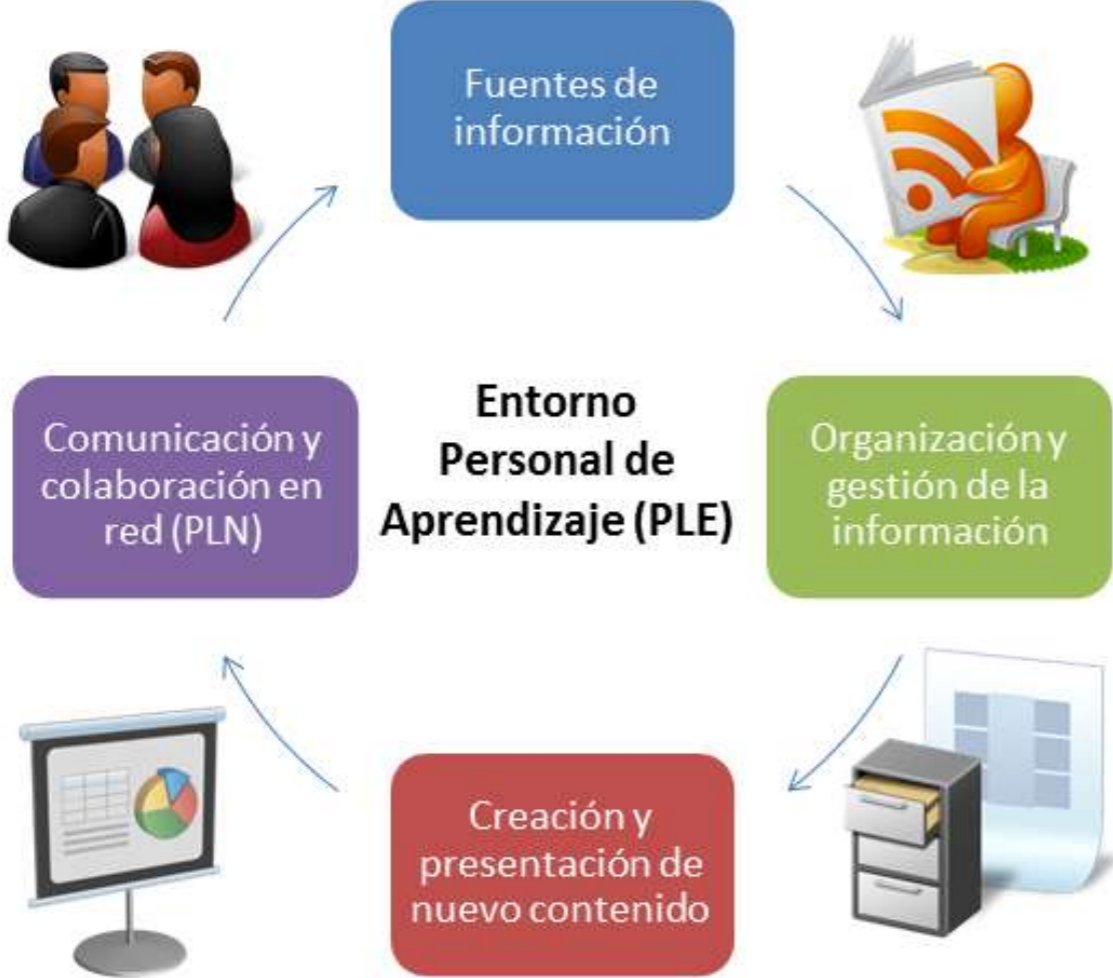 Fuentes de
información
Comunicación y
colaboración en
red (PLN)
Entorno
Personal de
Aprendizaje (PLE)
Organización y
gestión de la
información
Creación y
presentación de
nuevo contenido